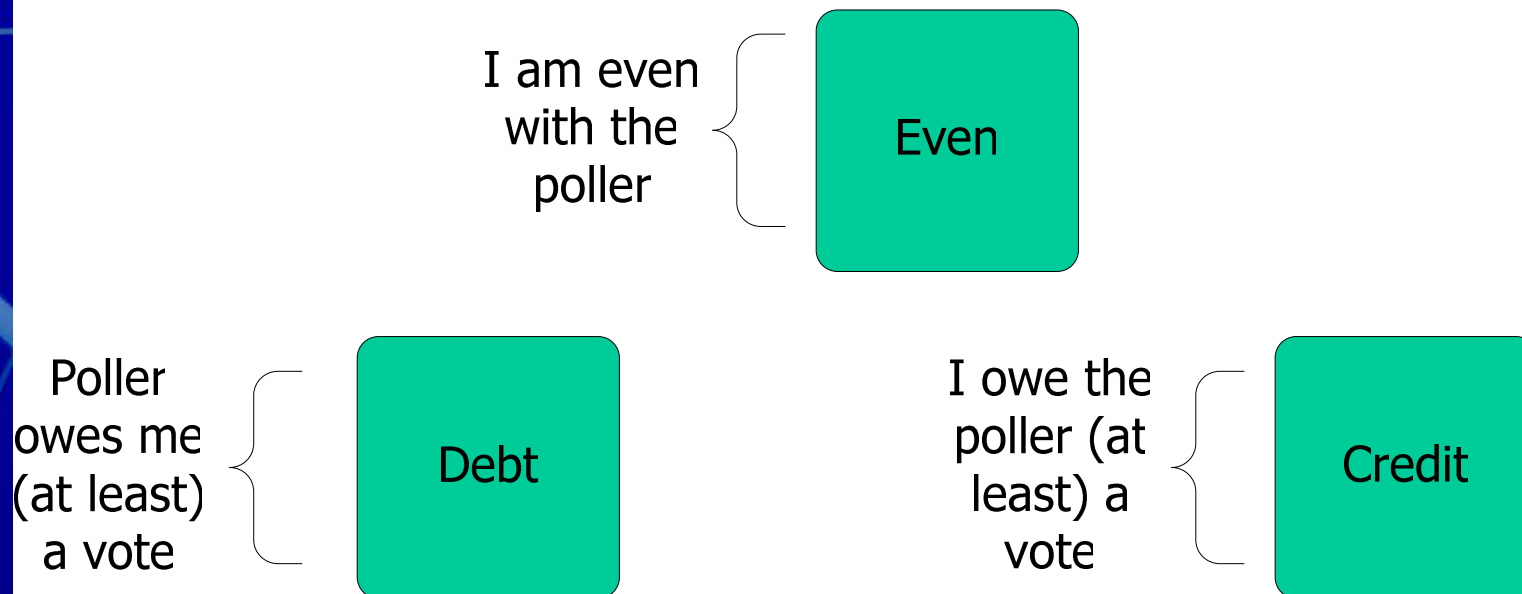 I am even
with the
poller
Even
Poller
owes me
(at least)
a vote
Debt
I owe the
poller (at
least) a
vote
Credit